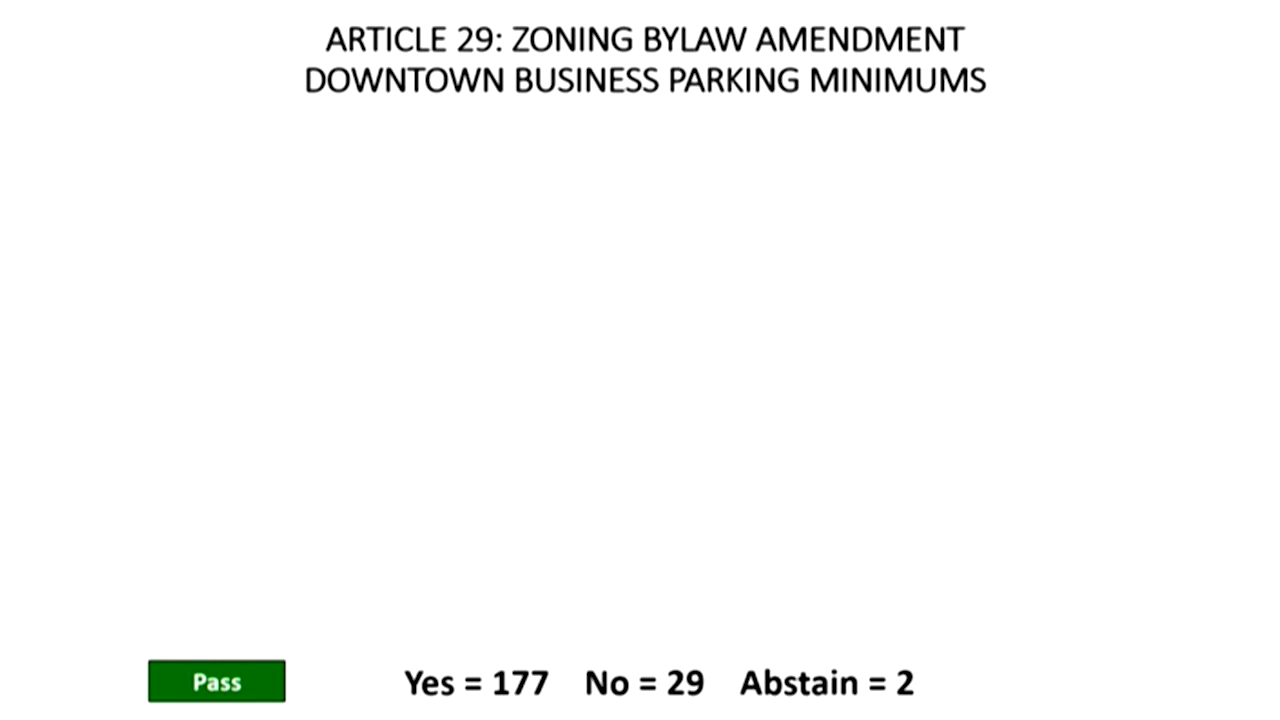 ARTICLE 29: ZONING BYLAW AMENDMENT
DOWNTOWN BUSINESS PARKING MINIMUMS
Pass Yes = 177 No = 29 Abstain = 2